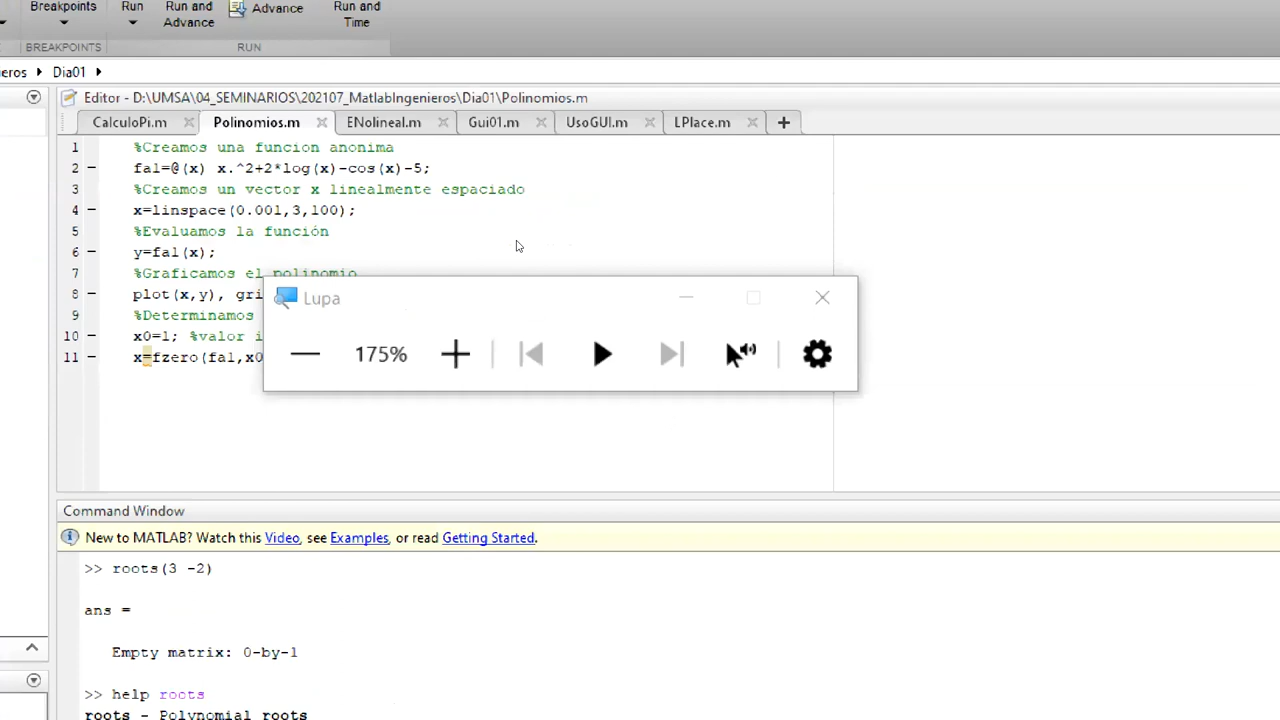 Breakpoints Run Run and Advance Advance Run and Time
BREAKPOINTS RUN
ieros Dia01
Editor - D:\UMSA\04_SEMINARIOS\202107_MatlabIngenieros\Dia01\Polinomios.m
CalculoPi.m Polinomios.m ENolineal.m Gui01.m UsoGUI.m LPlace.m +
1 %Creamos una funcion anonima
2 – fa1=@(x) x.^2+2*log(x)-cos(x)-5;
3 %Creamos un vector x linealmente espaciado
4 – x=linspace(0.001,3,100);
5 %Evaluamos la función
6 – y=fa1(x);
7 %Graficamos el polinomio
8 – plot(x,y), gri
9 %Determinamos
10 – x0=1; %valor i
11 – x=fzero(fa1,x0
Lupa
175%
Command Window
New to MATLAB? Watch this Video, see Examples, or read Getting Started.
>> roots(3 -2)
ans =
Empty matrix: 0-by-1
>> help roots
roots - Polynomial roots